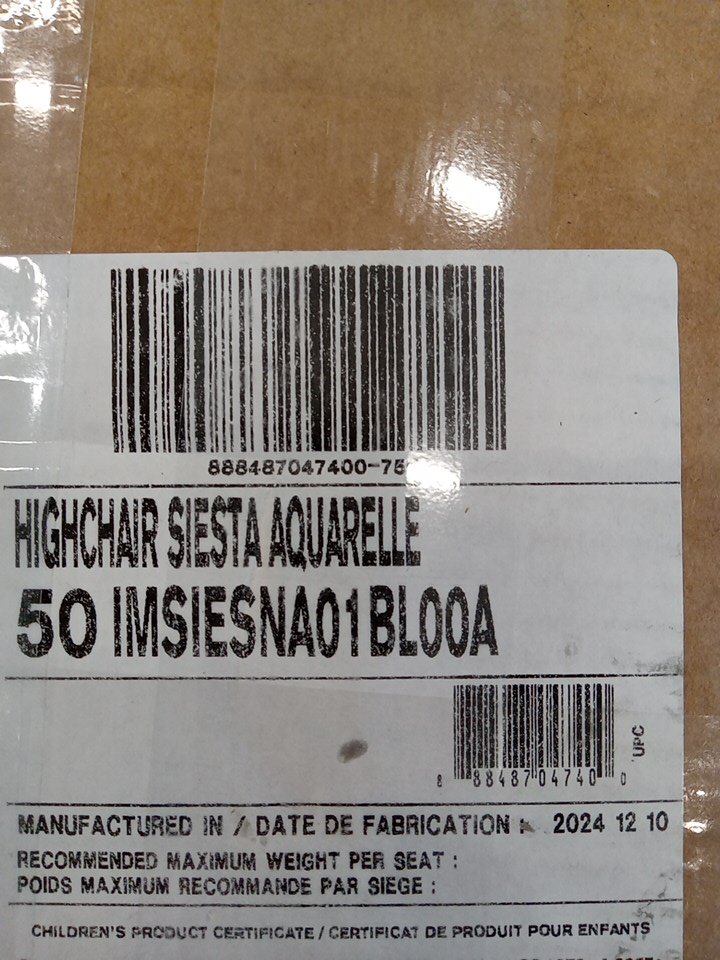 888487047400-75
HIGHCHAIR SIESTA AQUARELLE
50 IMSIESNA01BL00A
UPC
8 88487 04740 0
MANUFACTURED IN / DATE DE FABRICATION : 2024 12 10
RECOMMENDED MAXIMUM WEIGHT PER SEAT :
POIDS MAXIMUM RECOMMANDE PAR SIEGE :
CHILDREN'S PRODUCT CERTIFICATE / CERTIFICAT DE PRODUIT POUR ENFANTS